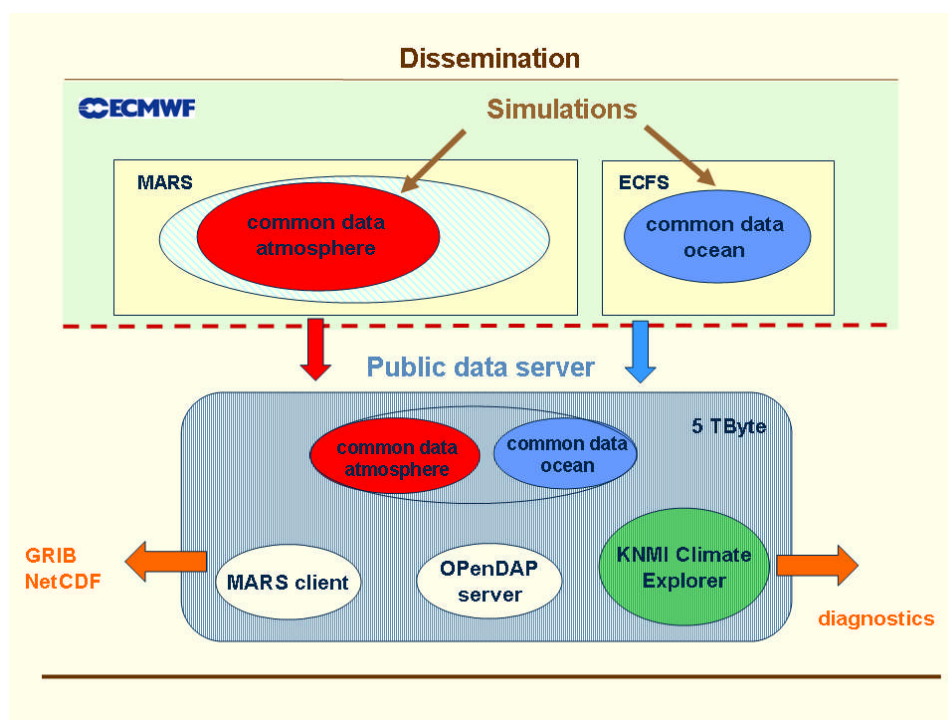 Dissemination
ECMWF
Simulations
MARS
ECFS
common data
atmosphere
common data
ocean
Public data server
5 TByte
common data
atmosphere
common data
ocean
GRIB
NetCDF
MARS client
OPenDAP
server
KNMI Climate
Explorer
diagnostics